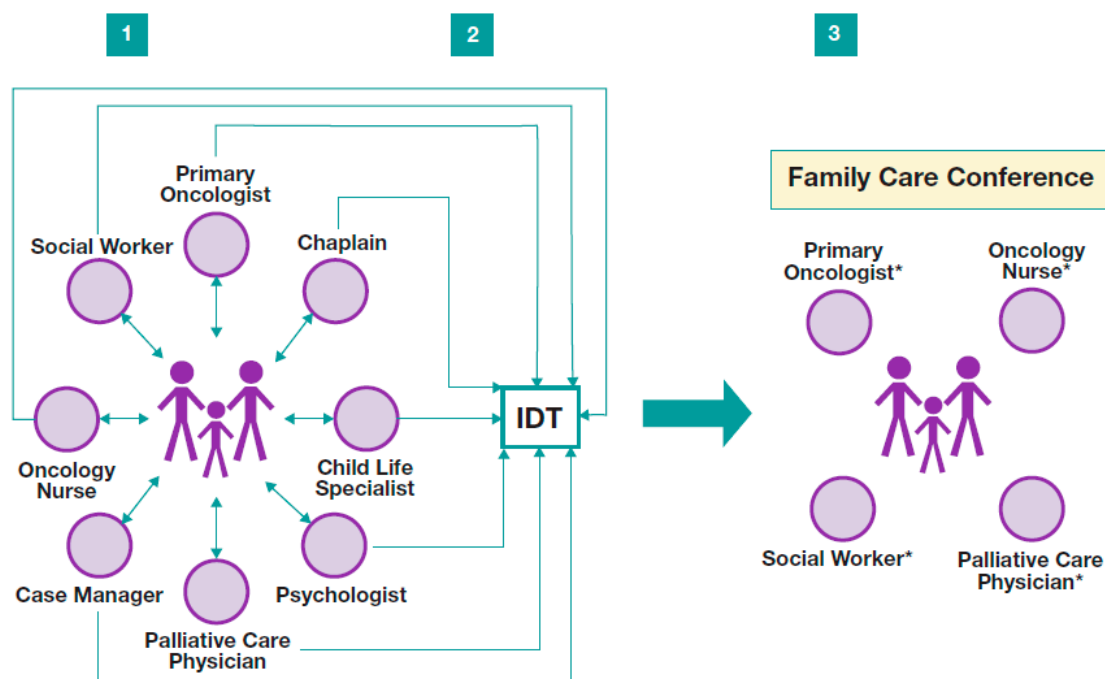 1
2
3
Primary
Oncologist
Social Worker
Chaplain
Oncology
Nurse
Child Life
Specialist
Case Manager
Psychologist
Palliative Care
Physician
IDT
Family Care Conference
Primary
Oncologist*
Oncology
Nurse*
Social Worker*
Palliative Care
Physician*